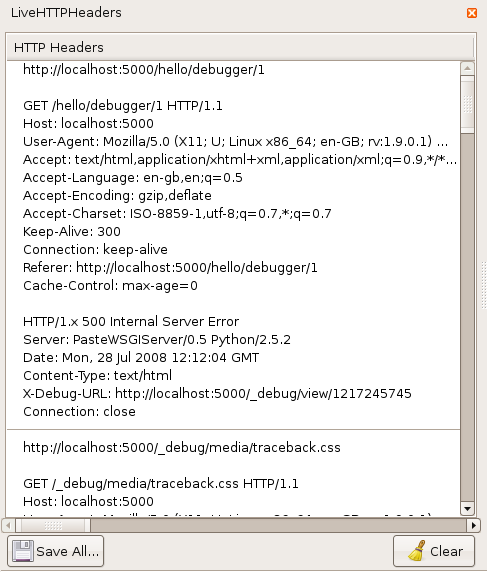 LiveHTTPHeaders
HTTP Headers
http://localhost:5000/hello/debugger/1
GET /hello/debugger/1 HTTP/1.1
Host: localhost:5000
User-Agent: Mozilla/5.0 (X11; U; Linux x86_64; en-GB; rv:1.9.0.1) ...
Accept: text/html,application/xhtml+xml,application/xml;q=0.9,*/*...
Accept-Language: en-gb,en;q=0.5
Accept-Encoding: gzip,deflate
Accept-Charset: ISO-8859-1,utf-8;q=0.7,*;q=0.7
Keep-Alive: 300
Connection: keep-alive
Referer: http://localhost:5000/hello/debugger/1
Cache-Control: max-age=0
HTTP/1.x 500 Internal Server Error
Server: PasteWSGIServer/0.5 Python/2.5.2
Date: Mon, 28 Jul 2008 12:12:04 GMT
Content-Type: text/html
X-Debug-URL: http://localhost:5000/_debug/view/1217245745
Connection: close
http://localhost:5000/_debug/media/traceback.css
GET /_debug/media/traceback.css HTTP/1.1
Host: localhost:5000
Save All...
Clear